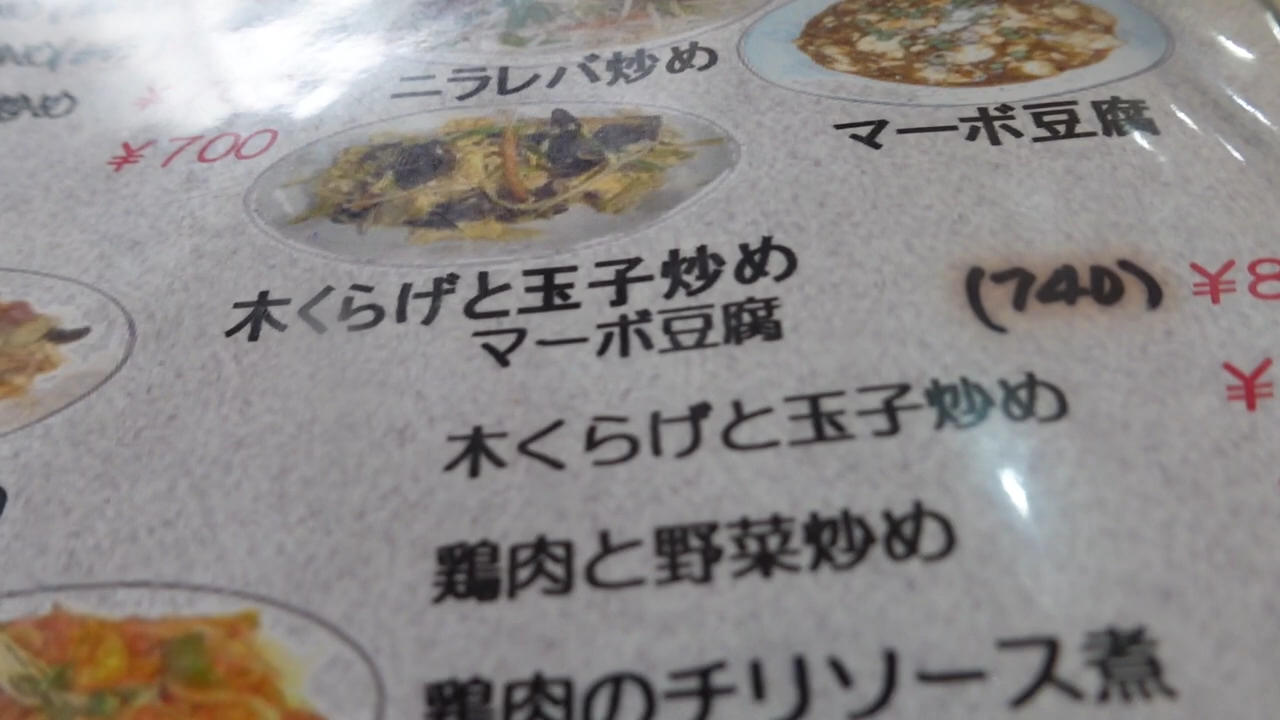 ニラレバ炒め
マーボ豆腐
¥700
木くらげと玉子炒め
マーボ豆腐
(740) ¥8
木くらげと玉子炒め
¥
鶏肉と野菜炒め
鶏肉のチリソース煮